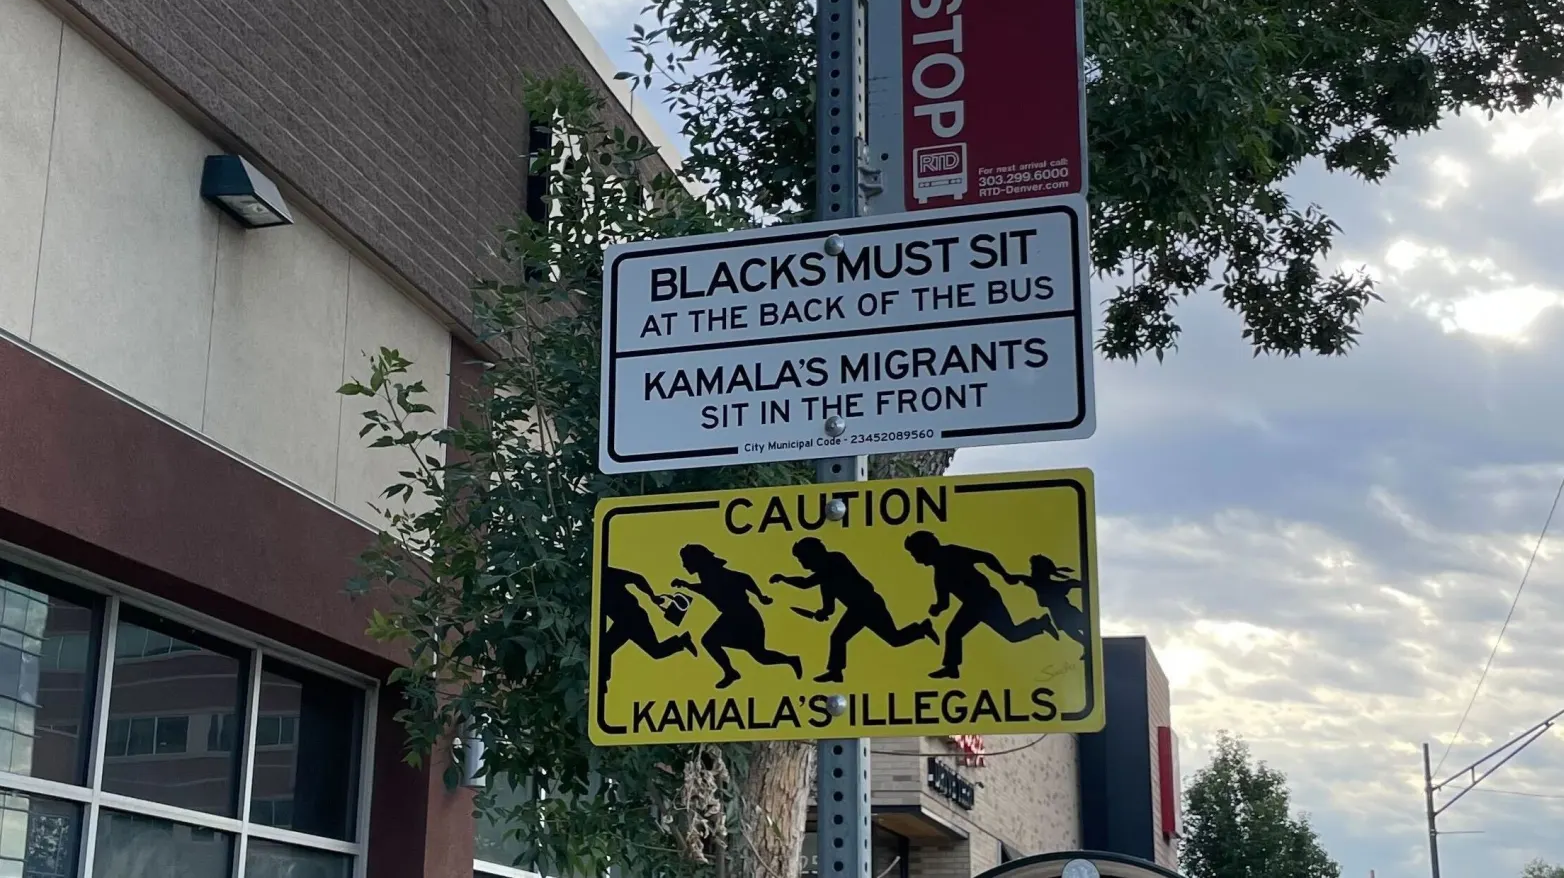 STOP
RTD
For next arrival call:
303.299.6000
RTD-Denver.com
BLACKS MUST SIT
AT THE BACK OF THE BUS
KAMALA'S MIGRANTS
SIT IN THE FRONT
City Municipal Code - 23452089560
CAUTION
KAMALA'S ILLEGALS